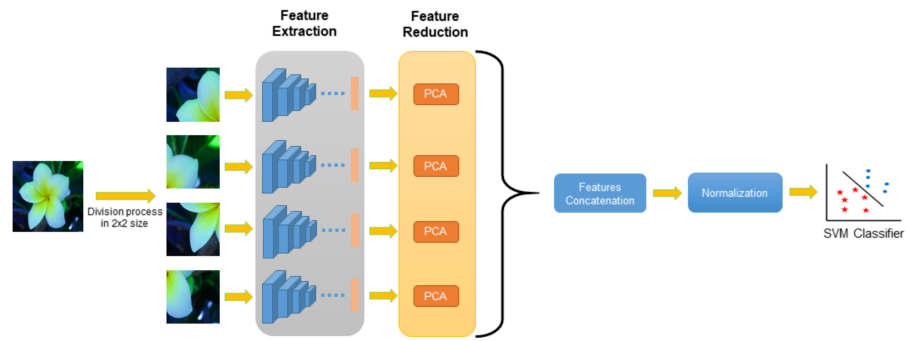 Feature
Extraction
Feature
Reduction
PCA
PCA
PCA
PCA
Division process
in 2x2 size
Features
Concatenation
Normalization
SVM Classifier